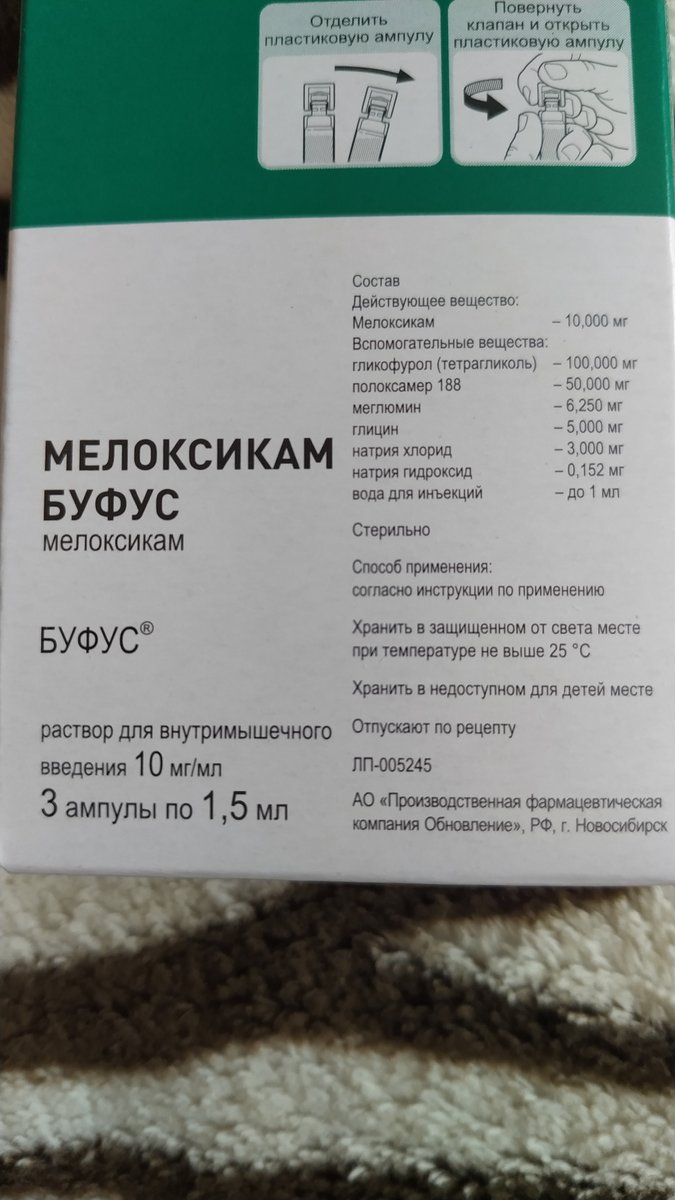 Отделить
пластиковую ампулу
Повернуть
клапан и открыть
пластиковую ампулу
МЕЛОКСИКАМ
БУФУС
мелоксикам
БУФУС®
раствор для внутримышечного
введения 10 мг/мл
3 ампулы по 1,5 мл
Состав
Действующее вещество:
Мелоксикам – 10,000 мг
Вспомогательные вещества:
гликофурол (тетрагликоль) – 100,000 мг
полоксамер 188 – 50,000 мг
меглюмин – 6,250 мг
глицин – 5,000 мг
натрия хлорид – 3,000 мг
натрия гидроксид – 0,152 мг
вода для инъекций – до 1 мл
Стерильно
Способ применения:
согласно инструкции по применению
Хранить в защищенном от света месте
при температуре не выше 25 °С
Хранить в недоступном для детей месте
Отпускают по рецепту
ЛП-005245
АО «Производственная фармацевтическая
компания Обновление», РФ, г. Новосибирск